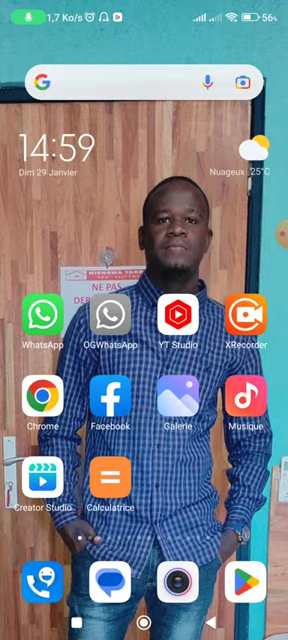 1,7 Ko/s
56%
14:59
Dim 29 Janvier
Nuageux 25°C
NE PAS
WhatsApp
OGWhatsApp
YT Studio
XRecorder
Chrome
Facebook
Galerie
Musique
Creator Studio
Calculatrice